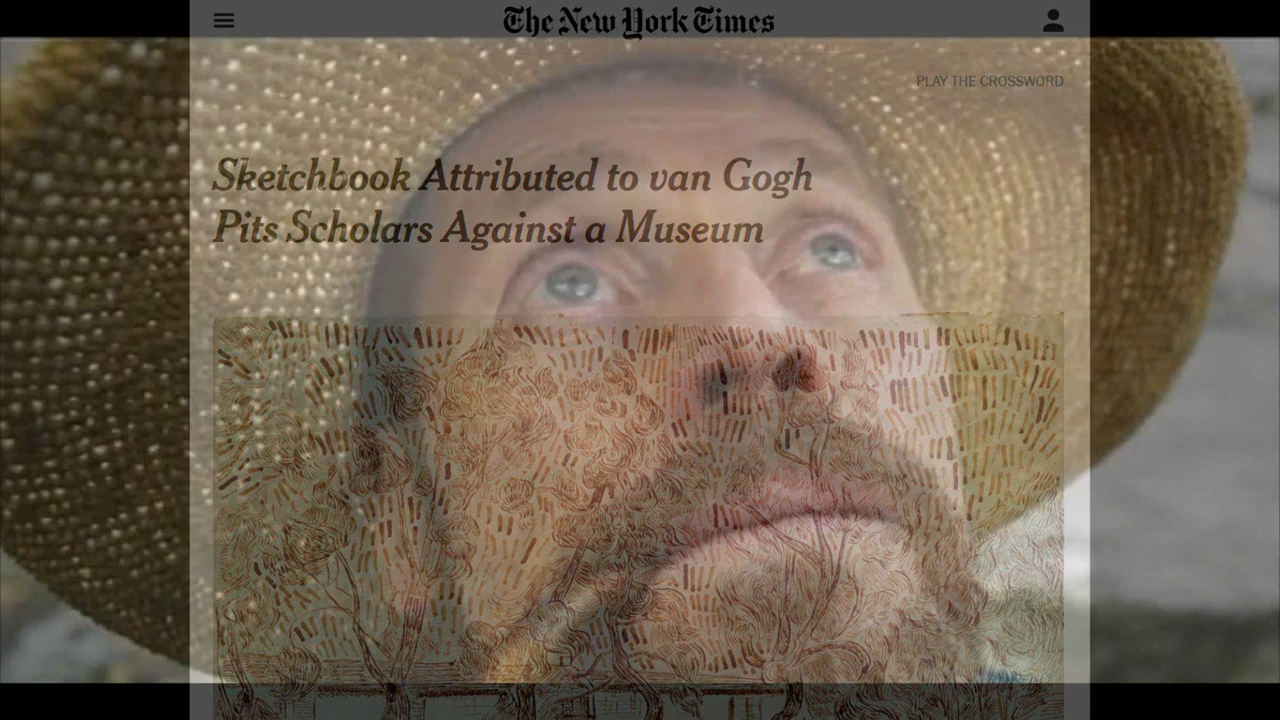 The New York Times
PLAY THE CROSSWORD
Sketchbook Attributed to van Gogh
Pits Scholars Against a Museum